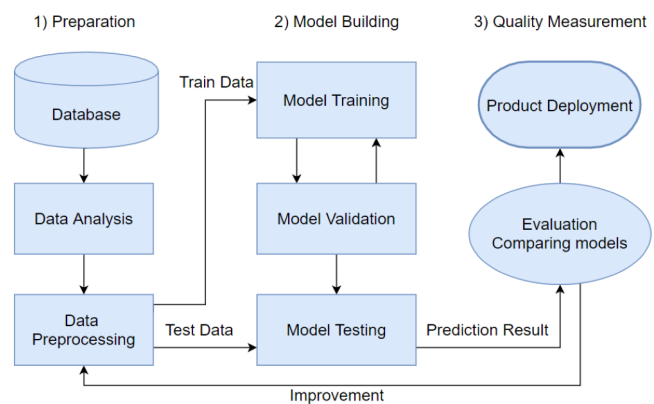 1) Preparation
2) Model Building
3) Quality Measurement
Database
Train Data
Model Training
Product Deployment
Data Analysis
Model Validation
Evaluation
Comparing models
Data
Preprocessing
Test Data
Model Testing
Prediction Result
Improvement